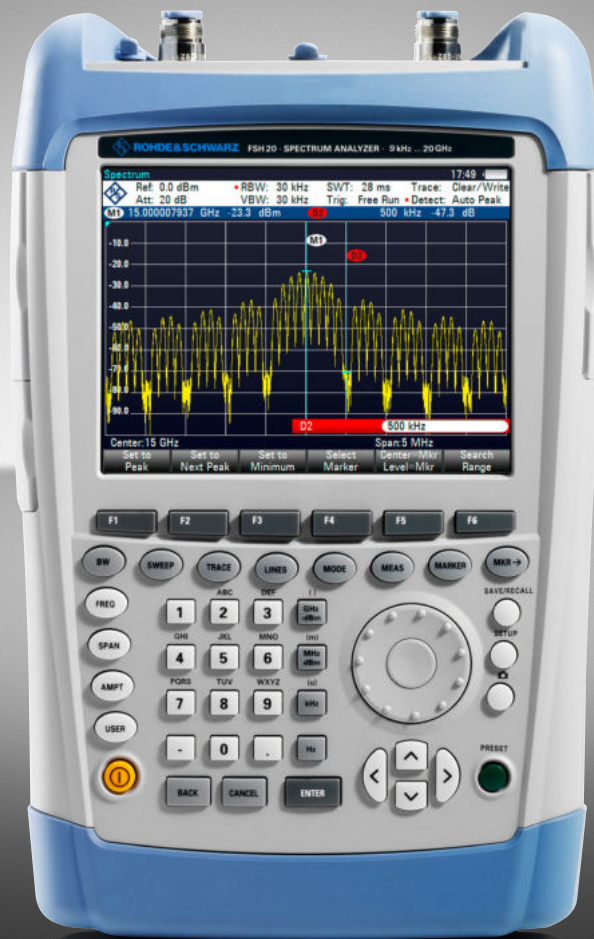 ROHDE&SCHWARZ FSH20 · SPECTRUM ANALYZER · 9 kHz ... 20 GHz
Spectrum 17:49
Ref: 0.0 dBm • RBW: 30 kHz SWT: 28 ms Trace: Clear/Write
Att: 20 dB VBW: 30 kHz Trig: Free Run • Detect: Auto Peak
M1 15.000007937 GHz -23.3 dBm D2 500 kHz -47.3 dB
M1
-10.0
D2
-20.0
-30.0
-40.0
-50.0
-60.0
-70.0
-80.0
-90.0
D2 500 kHz
Center:15 GHz Span:5 MHz
Set to Set to Set to Select Center=Mkr Search
Peak Next Peak Minimum Marker Level=Mkr Range
F1 F2 F3 F4 F5 F6
BW SWEEP TRACE LINES MODE MEAS MARKER MKR→
SAVE/RECALL
FREQ ABC DEF ( )
1 2 3 GHz -dBm
SETUP
SPAN GHI JKL MNO (m)
4 5 6 MHz dBm
AMPT PQRS TUV WXYZ (u)
7 8 9 kHz
USER
- 0 . Hz
PRESET
BACK CANCEL ENTER